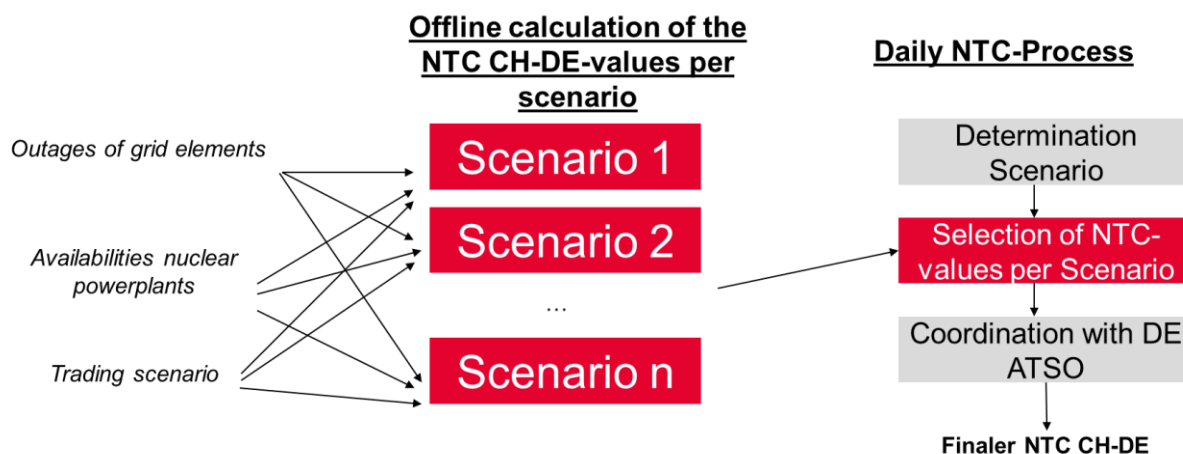 Offline calculation of the
NTC CH-DE-values per
scenario
Outages of grid elements
Availabilities nuclear
powerplants
Trading scenario
Scenario 1
Scenario 2
...
Scenario n
Daily NTC-Process
Determination
Scenario
Selection of NTC-
values per Scenario
Coordination with DE
ATSO
Finaler NTC CH-DE